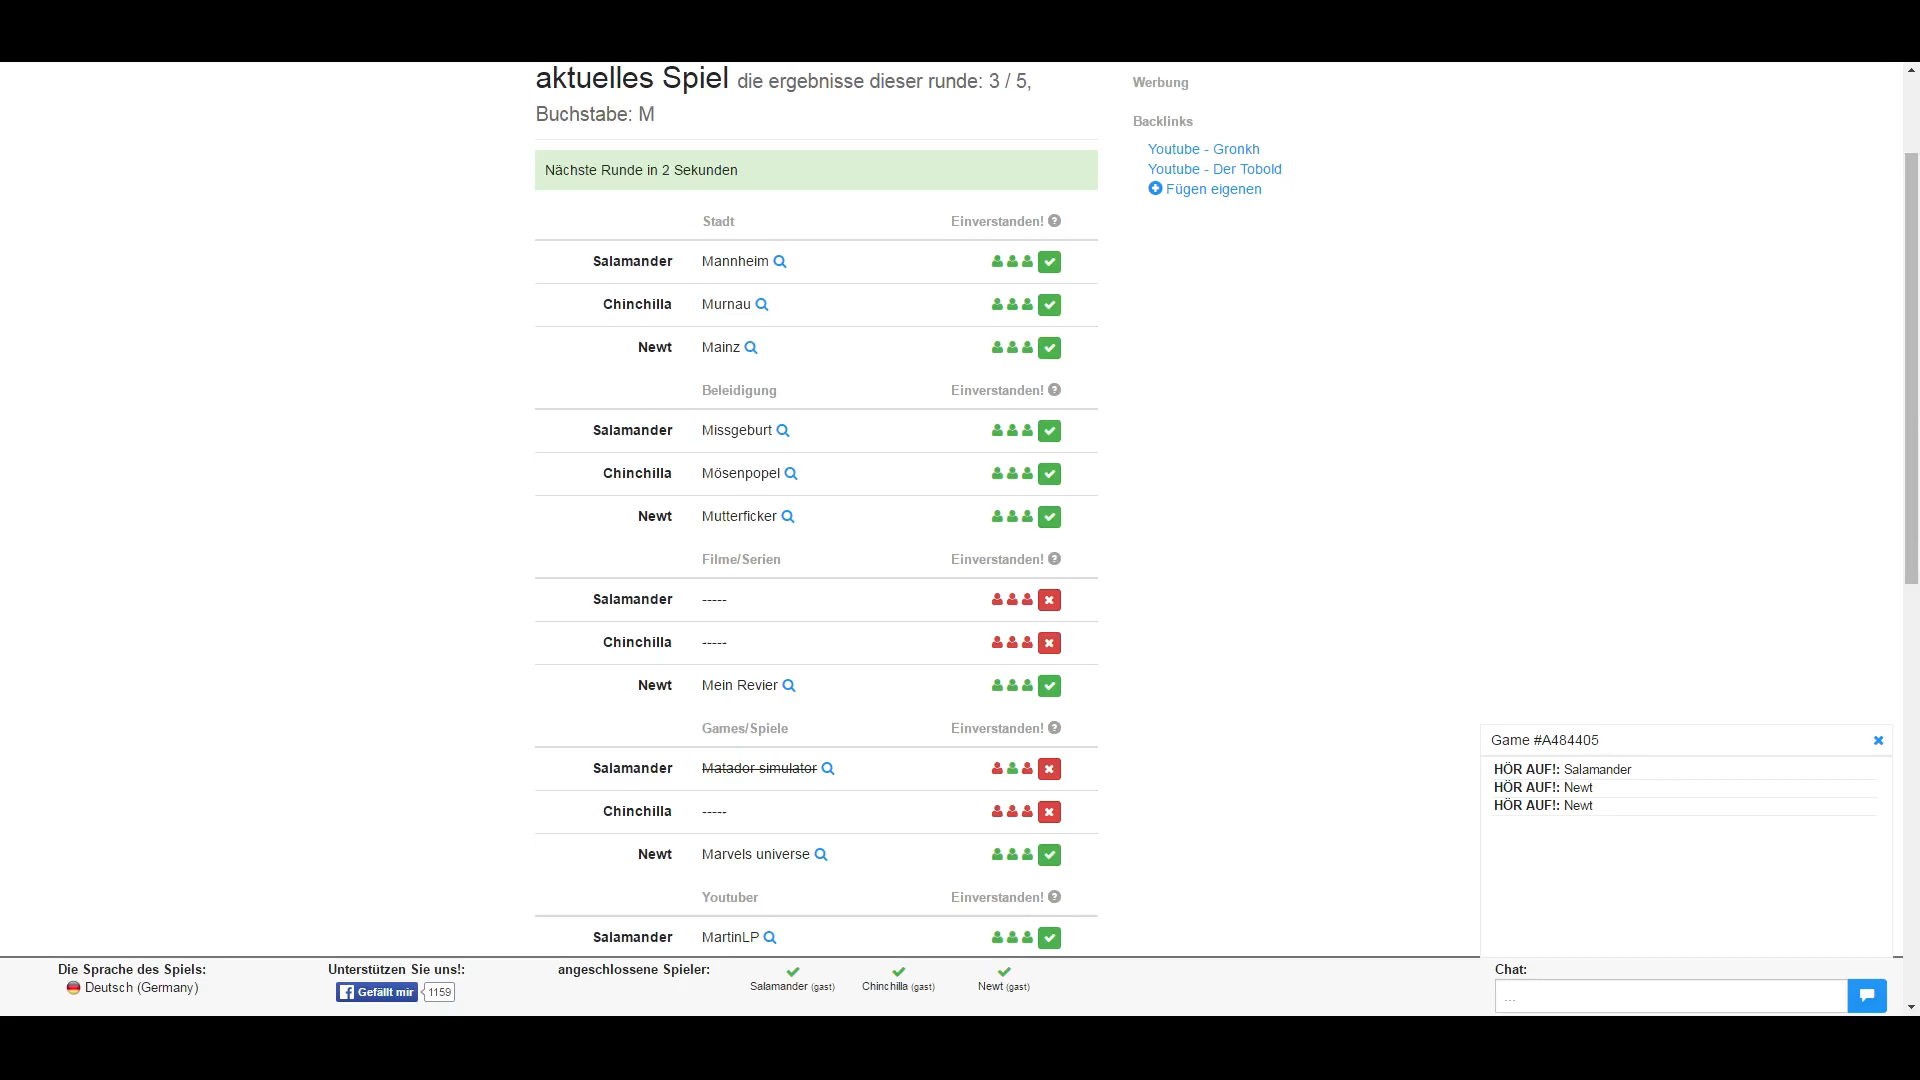 aktuelles Spiel die ergebnisse dieser runde: 3 / 5,
Buchstabe: M
Nächste Runde in 2 Sekunden
Stadt Einverstanden!
Salamander Mannheim
Chinchilla Murnau
Newt Mainz
Beleidigung Einverstanden!
Salamander Missgeburt
Chinchilla Mösenpopel
Newt Mutterficker
Filme/Serien Einverstanden!
Salamander -----
Chinchilla -----
Newt Mein Revier
Games/Spiele Einverstanden!
Salamander Matador simulator
Chinchilla -----
Newt Marvels universe
Youtuber Einverstanden!
Salamander MartinLP
Werbung
Backlinks
Youtube - Gronkh
Youtube - Der Tobold
Fügen eigenen
Game #A484405
HÖR AUF!: Salamander
HÖR AUF!: Newt
HÖR AUF!: Newt
Die Sprache des Spiels:
Deutsch (Germany)
Unterstützen Sie uns!:
Gefällt mir 1159
angeschlossene Spieler:
Salamander (gast) Chinchilla (gast) Newt (gast)
Chat:
...